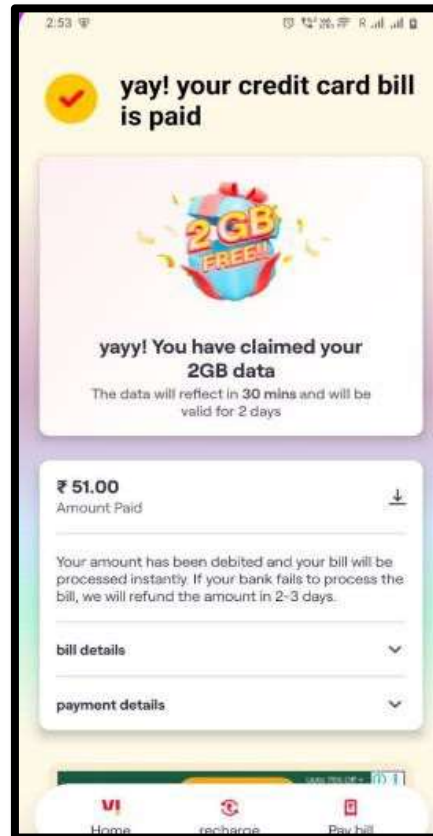 2:53
yay! your credit card bill
is paid
2 GB
FREE!!
yayy! You have claimed your
2GB data
The data will reflect in 30 mins and will be
valid for 2 days
₹ 51.00
Amount Paid
Your amount has been debited and your bill will be
processed instantly. If your bank fails to process the
bill, we will refund the amount in 2-3 days.
bill details
payment details
VI
Home recharge Pay bill